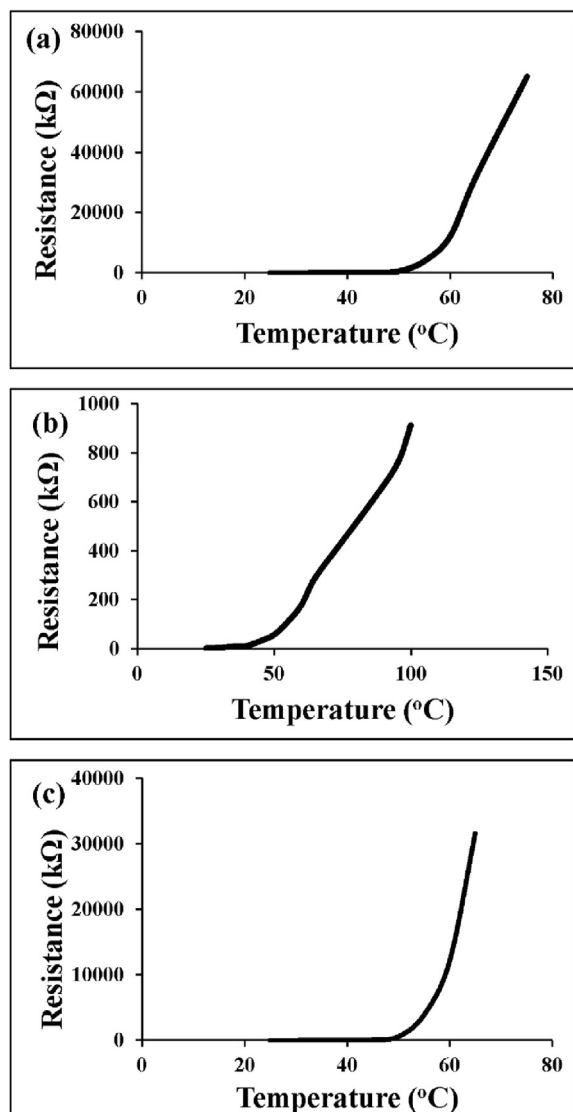 (a)
Resistance (kΩ)
80000
60000
40000
20000
0
0 20 40 60 80
Temperature (°C)
(b)
Resistance (kΩ)
1000
800
600
400
200
0
0 50 100 150
Temperature (°C)
(c)
Resistance (kΩ)
40000
30000
20000
10000
0
0 20 40 60 80
Temperature (°C)